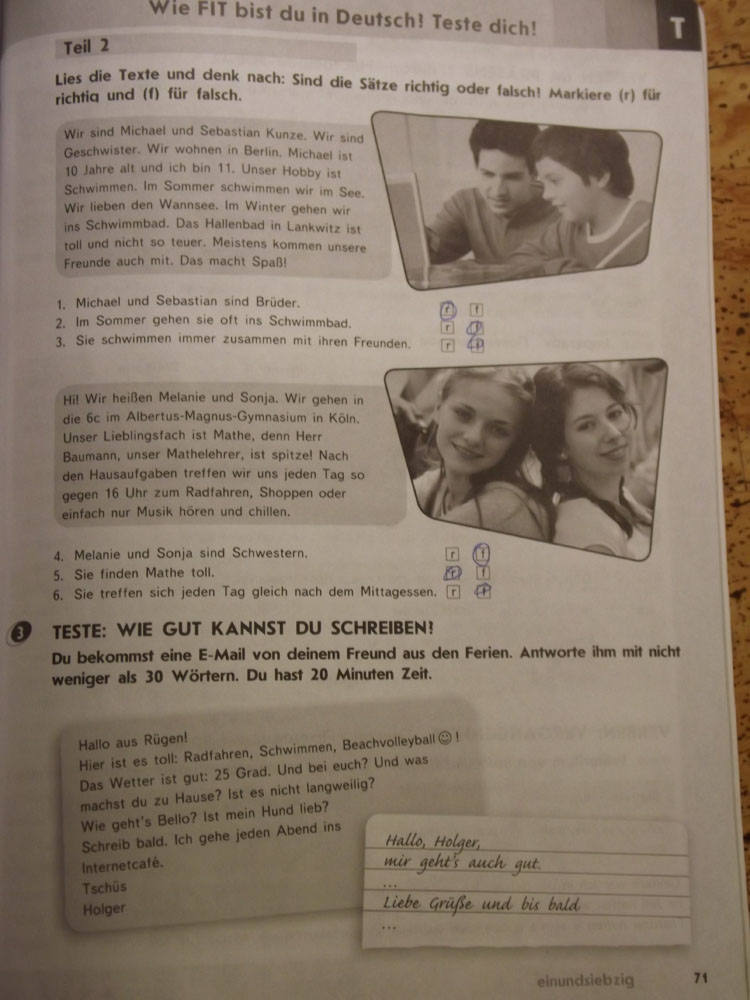 Wie FIT bist du in Deutsch? Teste dich!
T
Teil 2
Lies die Texte und denk nach: Sind die Sätze richtig oder falsch? Markiere (r) für
richtig und (f) für falsch.
Wir sind Michael und Sebastian Kunze. Wir sind
Geschwister. Wir wohnen in Berlin. Michael ist
10 Jahre alt und ich bin 11. Unser Hobby ist
Schwimmen. Im Sommer schwimmen wir im See.
Wir lieben den Wannsee. Im Winter gehen wir
ins Schwimmbad. Das Hallenbad in Lankwitz ist
toll und nicht so teuer. Meistens kommen unsere
Freunde auch mit. Das macht Spaß!
1. Michael und Sebastian sind Brüder. r f
2. Im Sommer gehen sie oft ins Schwimmbad. r f
3. Sie schwimmen immer zusammen mit ihren Freunden. r f
Hi! Wir heißen Melanie und Sonja. Wir gehen in
die 6c im Albertus-Magnus-Gymnasium in Köln.
Unser Lieblingsfach ist Mathe, denn Herr
Baumann, unser Mathelehrer, ist spitze! Nach
den Hausaufgaben treffen wir uns jeden Tag so
gegen 16 Uhr zum Radfahren, Shoppen oder
einfach nur Musik hören und chillen.
4. Melanie und Sonja sind Schwestern. r f
5. Sie finden Mathe toll. r f
6. Sie treffen sich jeden Tag gleich nach dem Mittagessen. r f
3 TESTE: WIE GUT KANNST DU SCHREIBEN?
Du bekommst eine E-Mail von deinem Freund aus den Ferien. Antworte ihm mit nicht
weniger als 30 Wörtern. Du hast 20 Minuten Zeit.
Hallo aus Rügen!
Hier ist es toll: Radfahren, Schwimmen, Beachvolleyball ☺!
Das Wetter ist gut: 25 Grad. Und bei euch? Und was
machst du zu Hause? Ist es nicht langweilig?
Wie geht's Bello? Ist mein Hund lieb?
Schreib bald. Ich gehe jeden Abend ins
Internetcafé.
Tschüs
Holger
Hallo, Holger,
mir geht's auch gut.
...
Liebe Grüße und bis bald
...
einundsiebzig 71